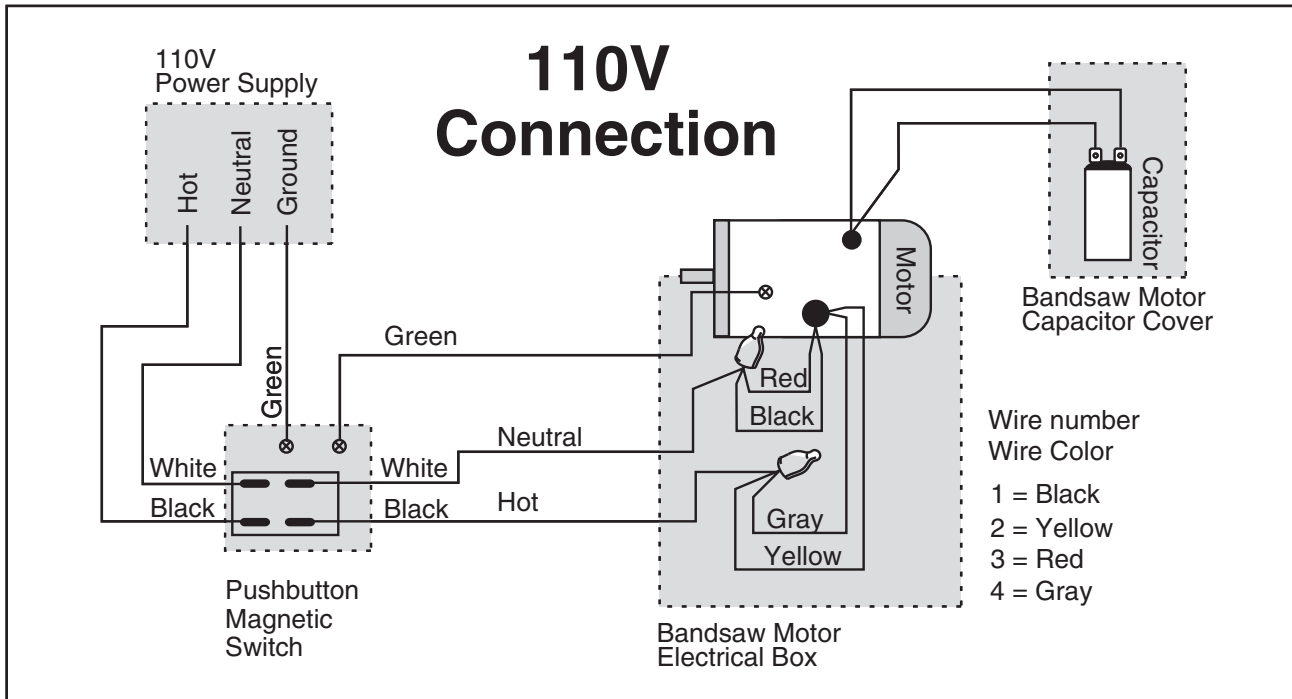 110V
Power Supply
Hot
Neutral
Ground
110V
Connection
Capacitor
Bandsaw Motor
Capacitor Cover
Motor
Green
Green
Red
Black
Neutral
White
White
Black
Black
Hot
Gray
Yellow
Wire number
Wire Color
1 = Black
2 = Yellow
3 = Red
4 = Gray
Pushbutton
Magnetic
Switch
Bandsaw Motor
Electrical Box